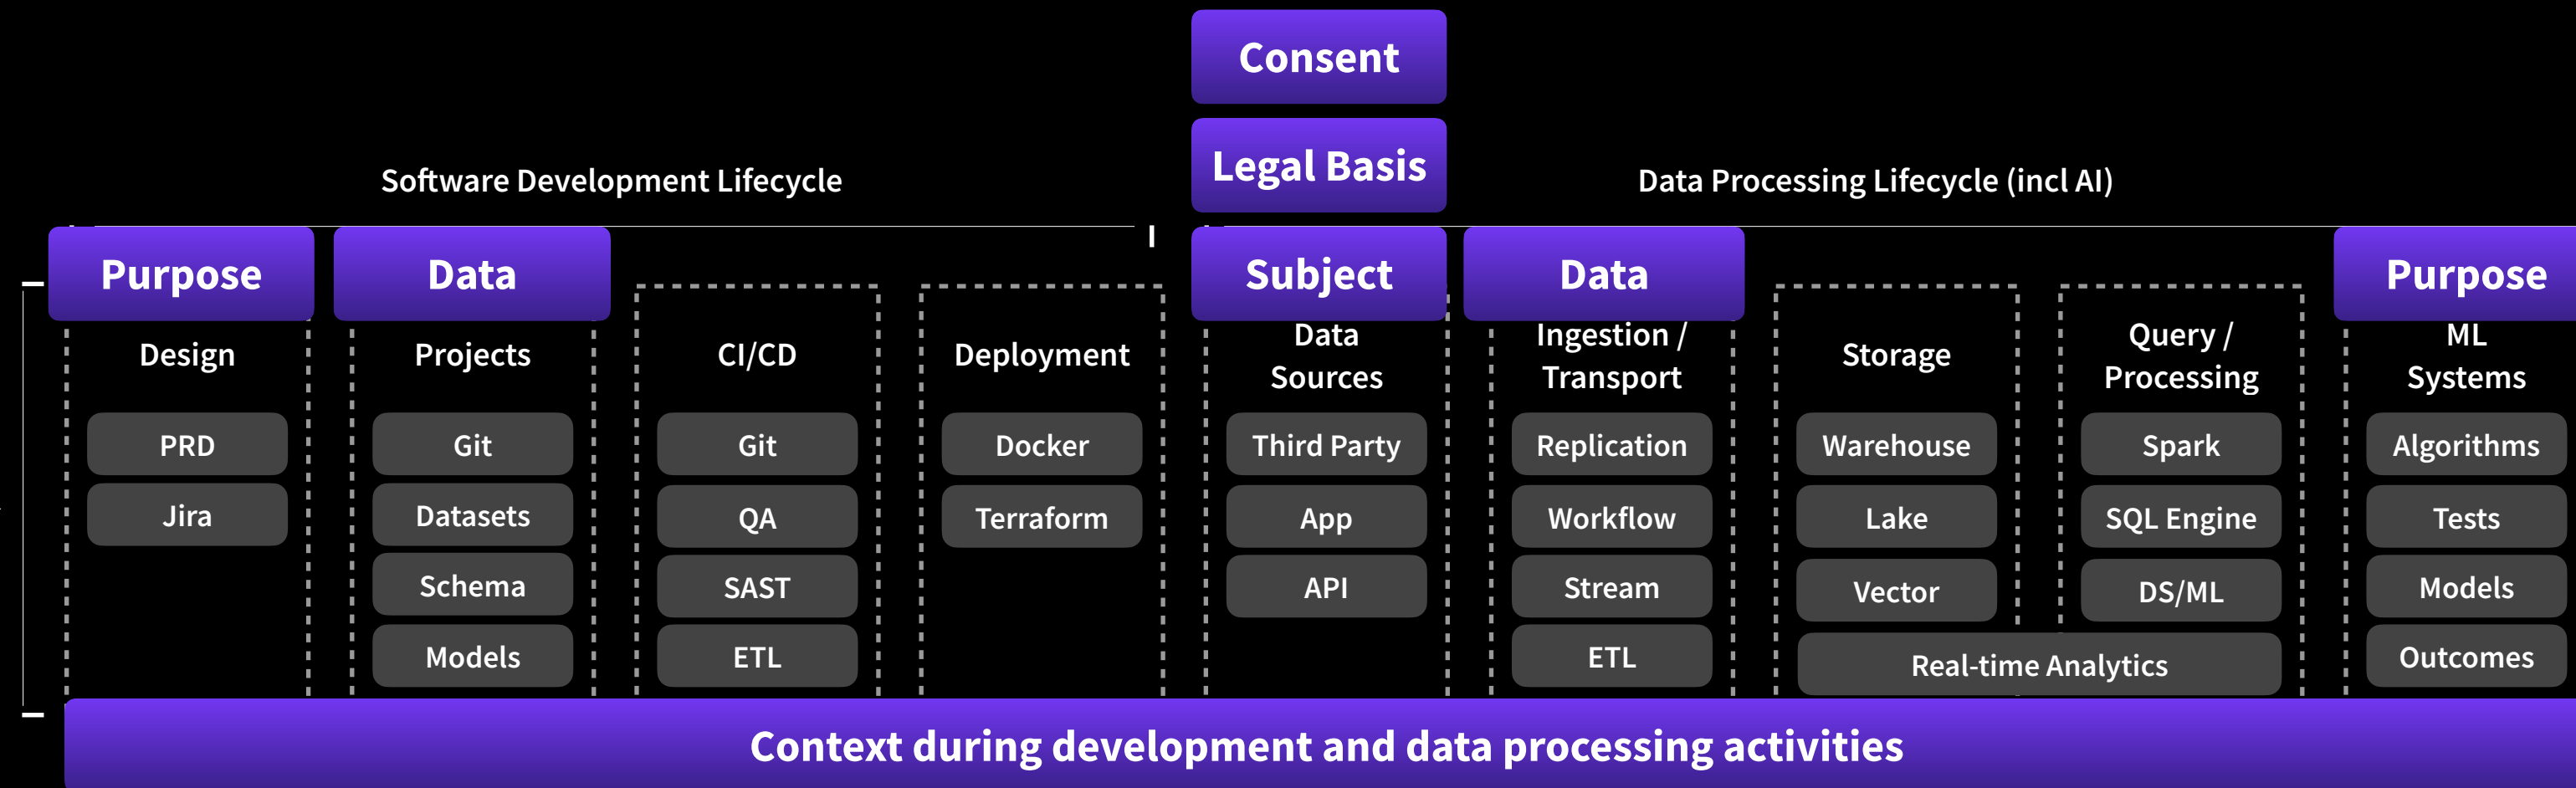 Consent
Legal Basis
Software Development Lifecycle
Data Processing Lifecycle (incl AI)
Purpose
Data
Subject
Data
Purpose
Design
PRD
Jira
Projects
Git
Datasets
Schema
Models
CI/CD
Git
QA
SAST
ETL
Deployment
Docker
Terraform
Data
Sources
Third Party
App
API
Ingestion /
Transport
Replication
Workflow
Stream
ETL
Storage
Warehouse
Lake
Vector
Query /
Processing
Spark
SQL Engine
DS/ML
Real-time Analytics
ML
Systems
Algorithms
Tests
Models
Outcomes
Context during development and data processing activities